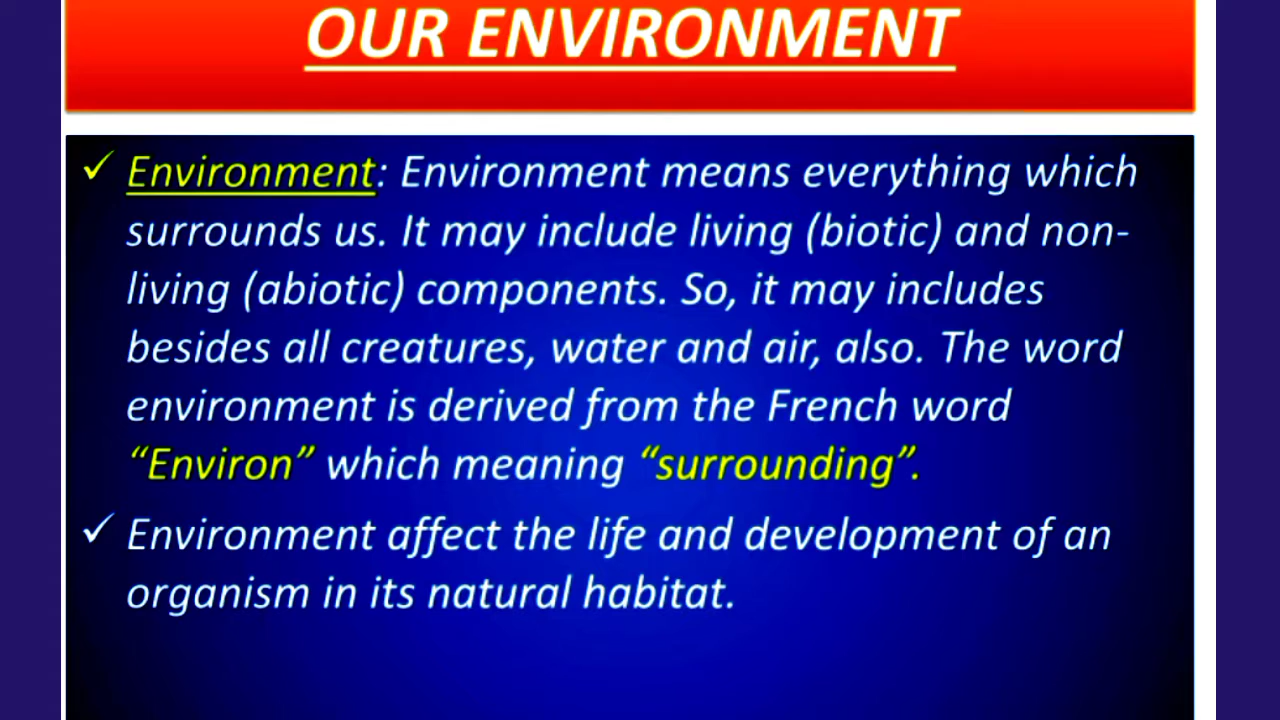 OUR ENVIRONMENT
✓ Environment: Environment means everything which
surrounds us. It may include living (biotic) and non-
living (abiotic) components. So, it may includes
besides all creatures, water and air, also. The word
environment is derived from the French word
“Environ” which meaning “surrounding”.
✓ Environment affect the life and development of an
organism in its natural habitat.